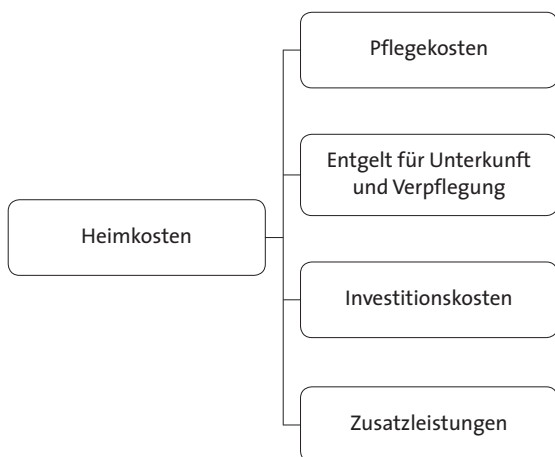 Pflegekosten
Entgelt für Unterkunft
und Verpflegung
Heimkosten
Investitionskosten
Zusatzleistungen